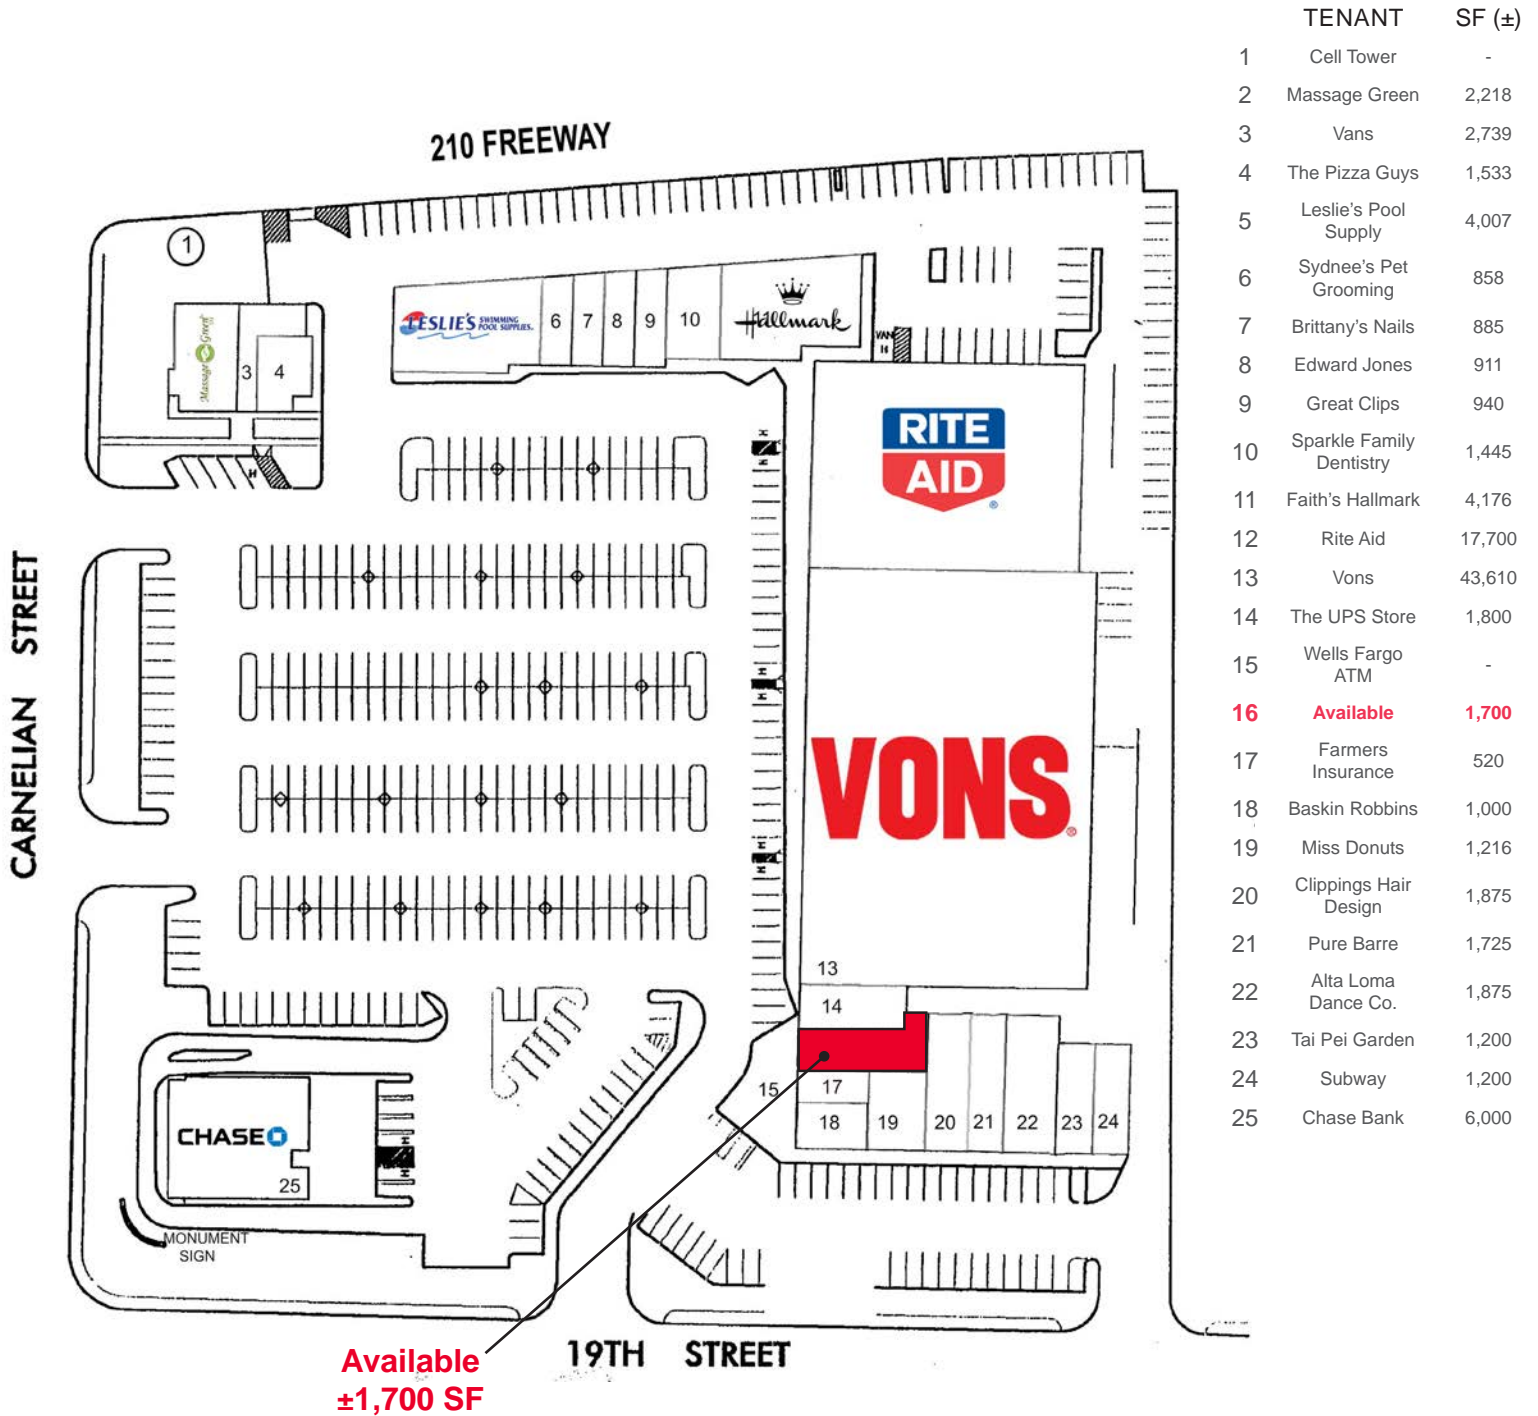 TENANT SF (±)
1 Cell Tower -
2 Massage Green 2,218
3 Vans 2,739
4 The Pizza Guys 1,533
5 Leslie's Pool Supply 4,007
6 Sydnee's Pet Grooming 858
7 Brittany's Nails 885
8 Edward Jones 911
9 Great Clips 940
10 Sparkle Family Dentistry 1,445
11 Faith's Hallmark 4,176
12 Rite Aid 17,700
13 Vons 43,610
14 The UPS Store 1,800
15 Wells Fargo ATM -
16 Available 1,700
17 Farmers Insurance 520
18 Baskin Robbins 1,000
19 Miss Donuts 1,216
20 Clippings Hair Design 1,875
21 Pure Barre 1,725
22 Alta Loma Dance Co. 1,875
23 Tai Pei Garden 1,200
24 Subway 1,200
25 Chase Bank 6,000
210 FREEWAY
1
Massage Green
3 4
LESLIE'S SWIMMING
POOL SUPPLIES.
6 7 8 9 10
Hallmark
VAN
H
RITE
AID
®
H
H
H
CARNELIAN STREET
H
H
VONS®
H
H
13
14
15
17
18 19 20 21 22 23 24
CHASE
H
H
25
MONUMENT
SIGN
19TH STREET
Available
±1,700 SF